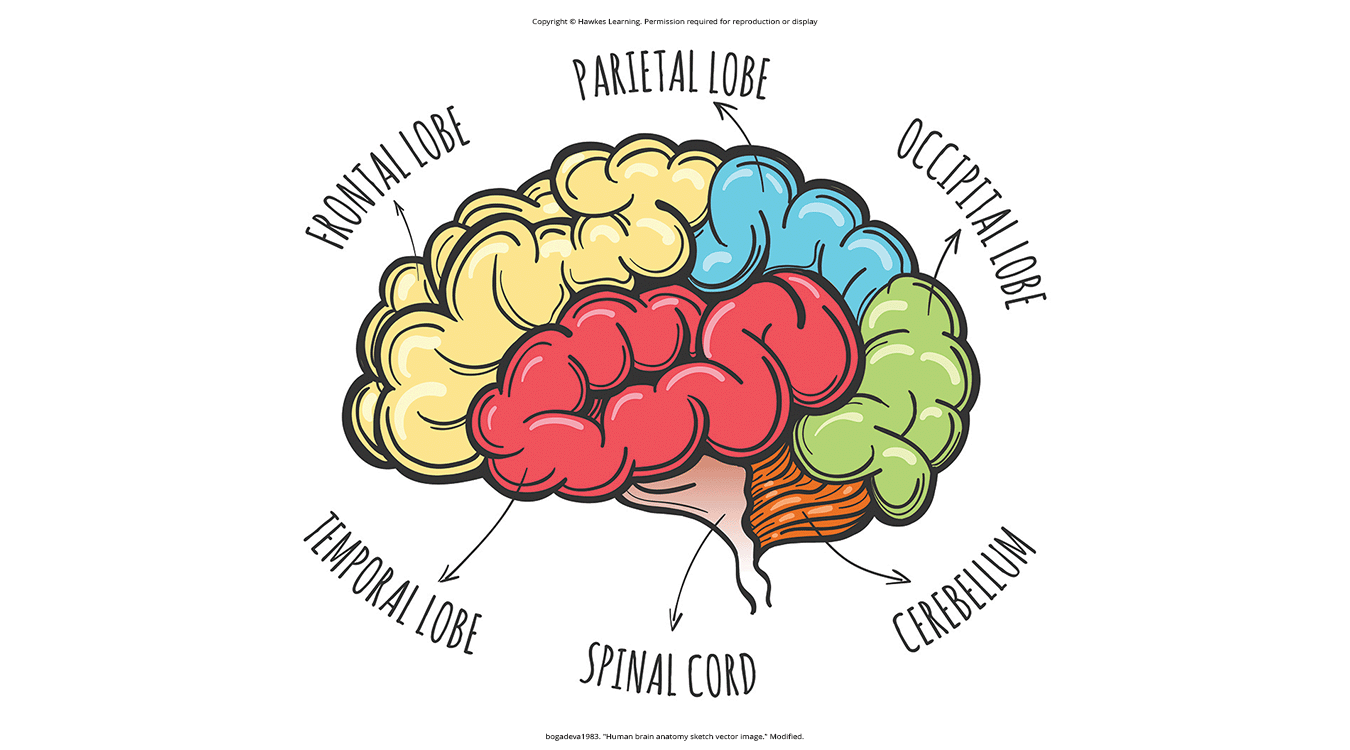 Copyright © Hawkes Learning. Permission required for reproduction or display
PARIETAL LOBE
FRONTAL LOBE
OCCIPITAL LOBE
TEMPORAL LOBE
SPINAL CORD
CEREBELLUM
bogadeva1983. "Human brain anatomy sketch vector image." Modified.